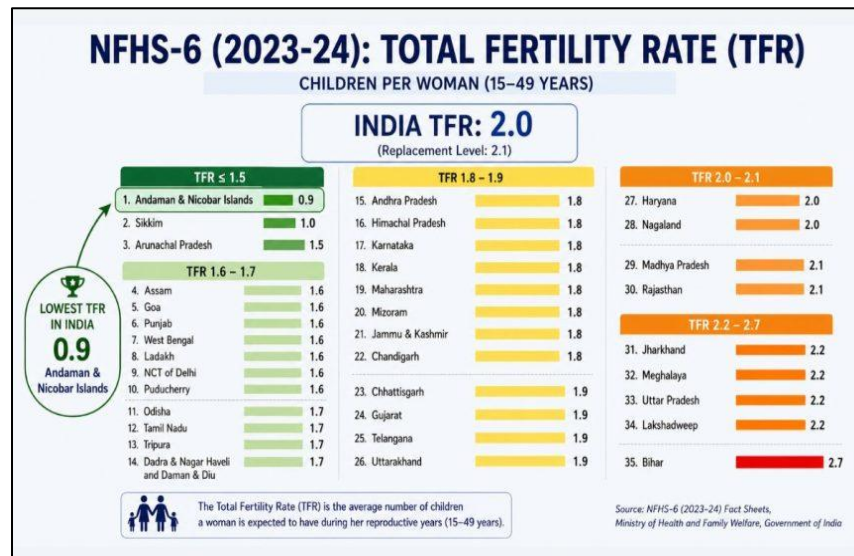 NFHS-6 (2023-24): TOTAL FERTILITY RATE (TFR)
CHILDREN PER WOMAN (15–49 YEARS)
INDIA TFR: 2.0
(Replacement Level: 2.1)
TFR ≤ 1.5
1. Andaman & Nicobar Islands 0.9
2. Sikkim 1.0
3. Arunachal Pradesh 1.5
TFR 1.6 – 1.7
4. Assam 1.6
5. Goa 1.6
6. Punjab 1.6
7. West Bengal 1.6
8. Ladakh 1.6
9. NCT of Delhi 1.6
10. Puducherry 1.6
11. Odisha 1.7
12. Tamil Nadu 1.7
13. Tripura 1.7
14. Dadra & Nagar Haveli 1.7
and Daman & Diu
LOWEST TFR
IN INDIA
0.9
Andaman &
Nicobar Islands
TFR 1.8 – 1.9
15. Andhra Pradesh 1.8
16. Himachal Pradesh 1.8
17. Karnataka 1.8
18. Kerala 1.8
19. Maharashtra 1.8
20. Mizoram 1.8
21. Jammu & Kashmir 1.8
22. Chandigarh 1.8
23. Chhattisgarh 1.9
24. Gujarat 1.9
25. Telangana 1.9
26. Uttarakhand 1.9
TFR 2.0 – 2.1
27. Haryana 2.0
28. Nagaland 2.0
29. Madhya Pradesh 2.1
30. Rajasthan 2.1
TFR 2.2 – 2.7
31. Jharkhand 2.2
32. Meghalaya 2.2
33. Uttar Pradesh 2.2
34. Lakshadweep 2.2
35. Bihar 2.7
The Total Fertility Rate (TFR) is the average number of children
a woman is expected to have during her reproductive years (15–49 years).
Source: NFHS-6 (2023–24) Fact Sheets,
Ministry of Health and Family Welfare, Government of India